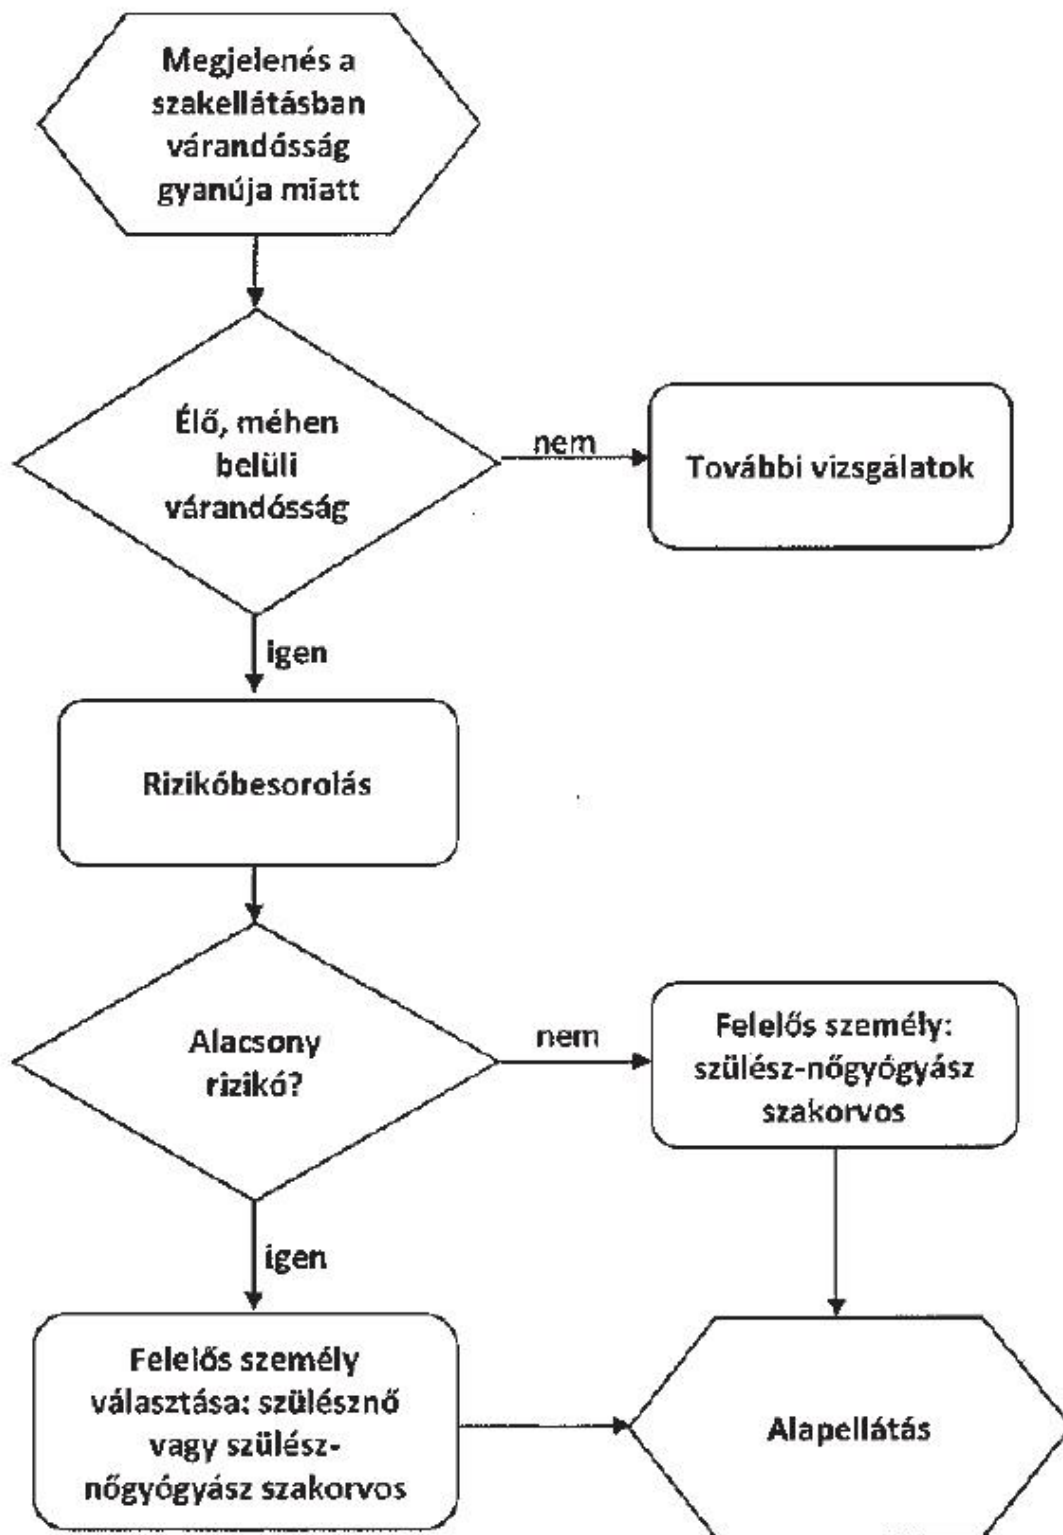 Megjelenés a
szakellátásban
várandósság
gyanúja miatt
Élő, méhen
belüli
várandósság
nem
További vizsgálatok
igen
Rizikóbesorolás
Alacsony
rizikó?
nem
Felelős személy:
szülész-nőgyógyász
szakorvos
igen
Felelős személy
választása: szülésznő
vagy szülész-
nőgyógyász szakorvos
Alapellátás